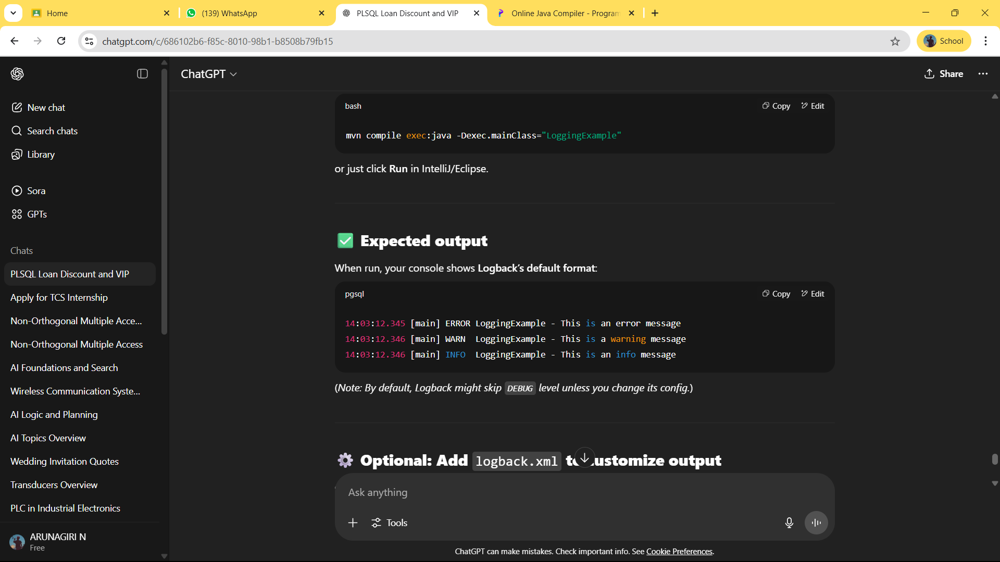 Home
(139) WhatsApp
PLSQL Loan Discount and VIP
Online Java Compiler - Program
chatgpt.com/c/686102b6-f85c-8010-98b1-b8508b79fb15
School
ChatGPT
Share
New chat
Search chats
Library
Sora
GPTs
Chats
PLSQL Loan Discount and VIP
Apply for TCS Internship
Non-Orthogonal Multiple Acce...
Non-Orthogonal Multiple Access
AI Foundations and Search
Wireless Communication Syste...
AI Logic and Planning
AI Topics Overview
Wedding Invitation Quotes
Transducers Overview
PLC in Industrial Electronics
ARUNAGIRI N
Free
bash
Copy
Edit
mvn compile exec:java -Dexec.mainClass="LoggingExample"
or just click Run in IntelliJ/Eclipse.
Expected output
When run, your console shows Logback’s default format:
pgsql
Copy
Edit
14:03:12.345 [main] ERROR LoggingExample - This is an error message
14:03:12.346 [main] WARN  LoggingExample - This is a warning message
14:03:12.346 [main] INFO  LoggingExample - This is an info message
(Note: By default, Logback might skip DEBUG level unless you change its config.)
Optional: Add logback.xml to customize output
Ask anything
Tools
ChatGPT can make mistakes. Check important info. See Cookie Preferences.